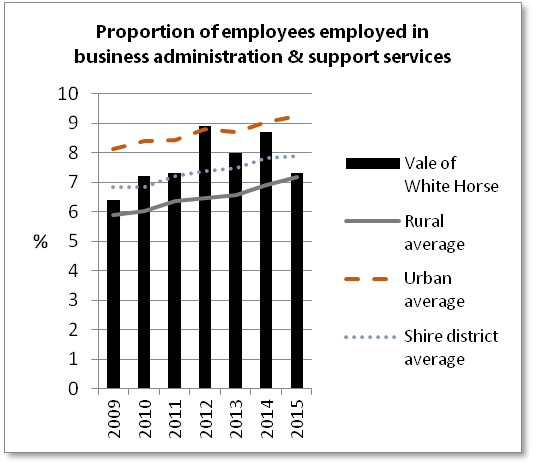 Proportion of employees employed in
business administration & support services
10
9
8
7
6
5
4
3
2
1
0
%
2009
2010
2011
2012
2013
2014
2015
Vale of
White Horse
Rural
average
Urban
average
Shire district
average